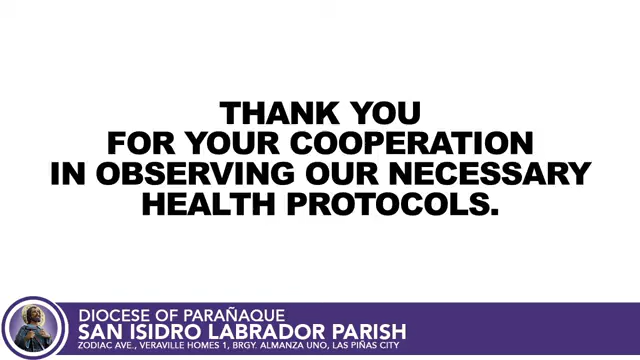 THANK YOU
FOR YOUR COOPERATION
IN OBSERVING OUR NECESSARY
HEALTH PROTOCOLS.
DIOCESE OF PARAÑAQUE
SAN ISIDRO LABRADOR PARISH
ZODIAC AVE., VERAVILLE HOMES 1, BRGY. ALMANZA UNO, LAS PIÑAS CITY